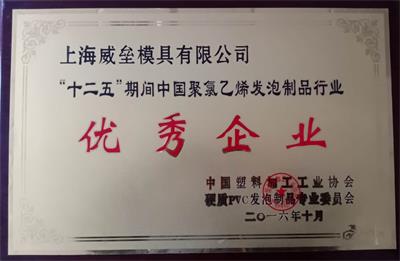 上海威垒模具有限公司
“十二五”期间中国聚氯乙烯发泡制品行业
优秀企业
中国塑料加工工业协会
硬质PVC发泡制品专业委员会
二〇一六年十月